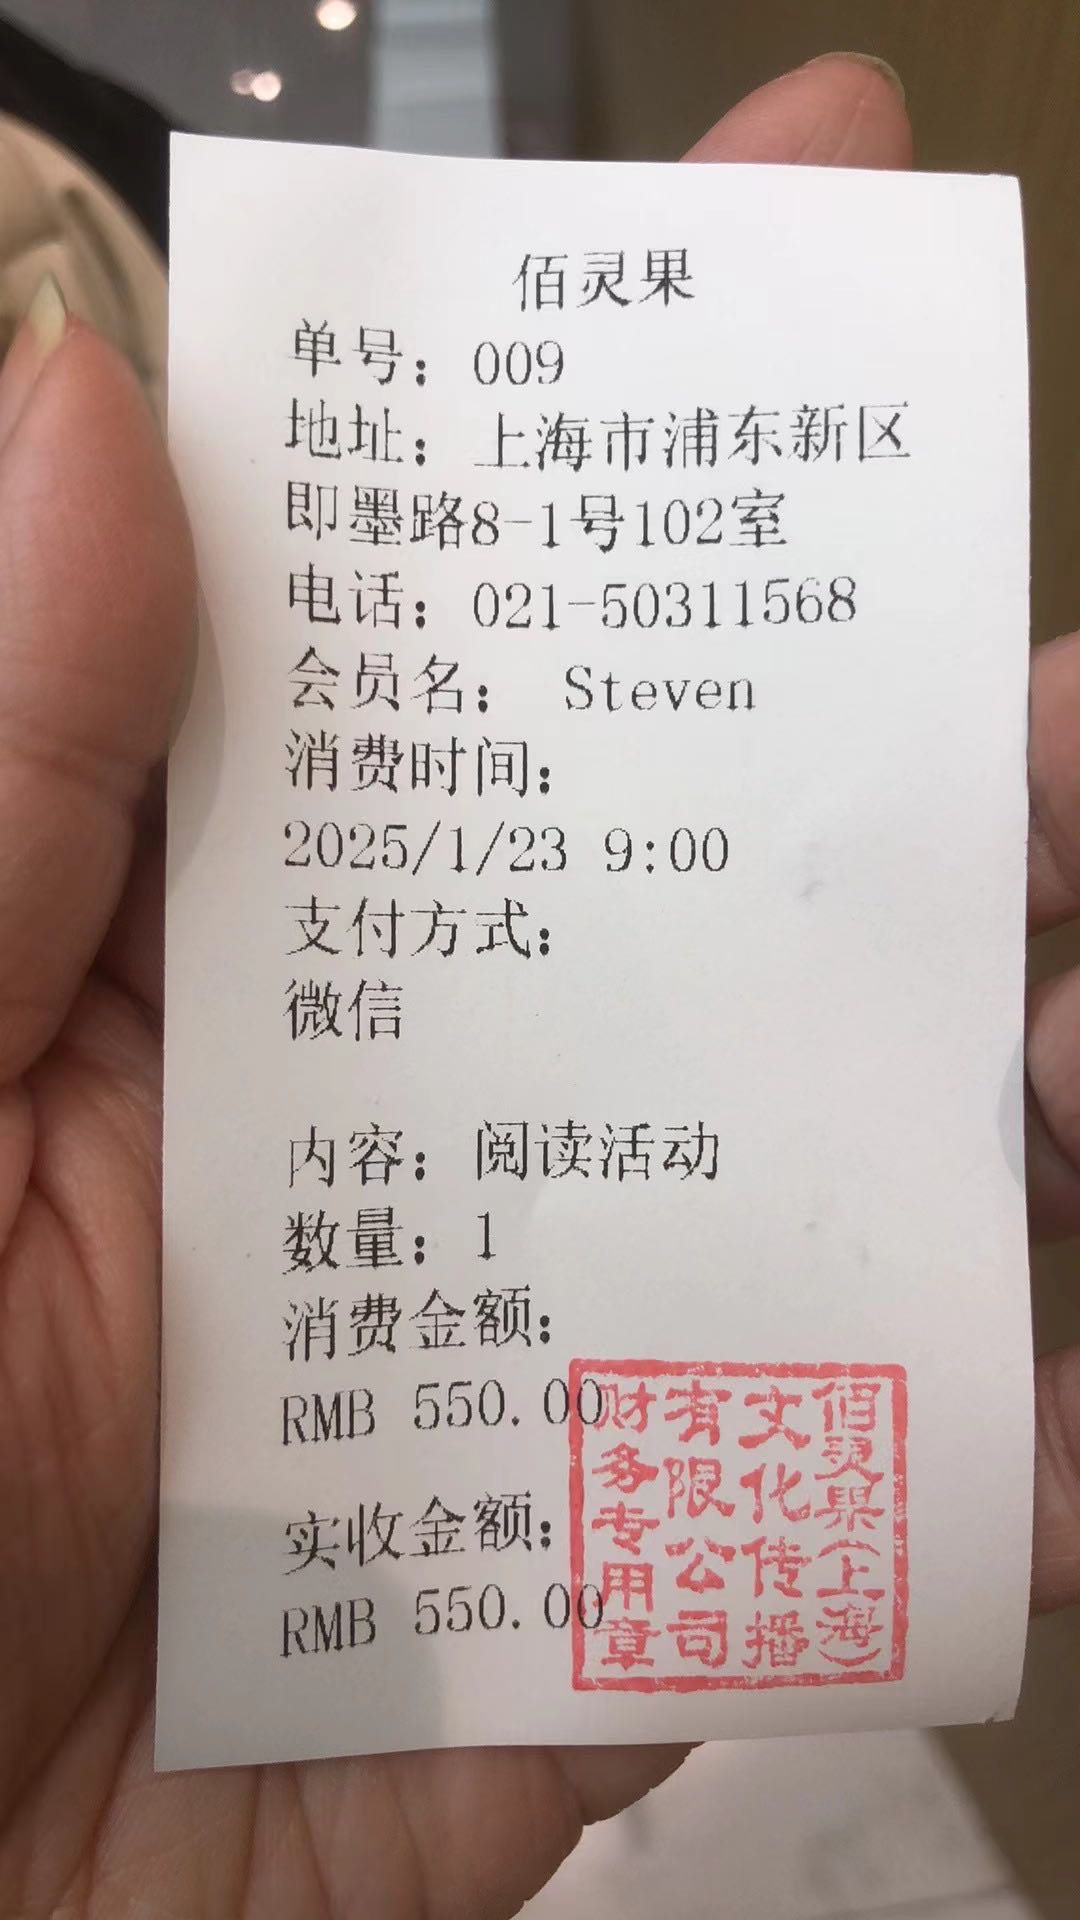 佰灵果
单号：009
地址：上海市浦东新区
即墨路8-1号102室
电话：021-50311568
会员名： Steven
消费时间：
2025/1/23 9:00
支付方式：
微信
内容：阅读活动
数量：1
消费金额：
RMB 550.00
实收金额：
RMB 550.00
佰灵果（上海）
文化传播
有限公司
财务专用章